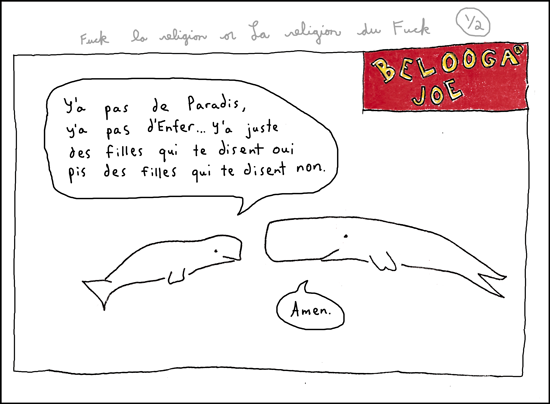 Fuck la religion or La religion du Fuck
1/2
BELOOGA
JOE
Y'a pas de Paradis,
y'a pas d'Enfer... Y'a juste
des filles qui te disent oui
pis des filles qui te disent non.
Amen.